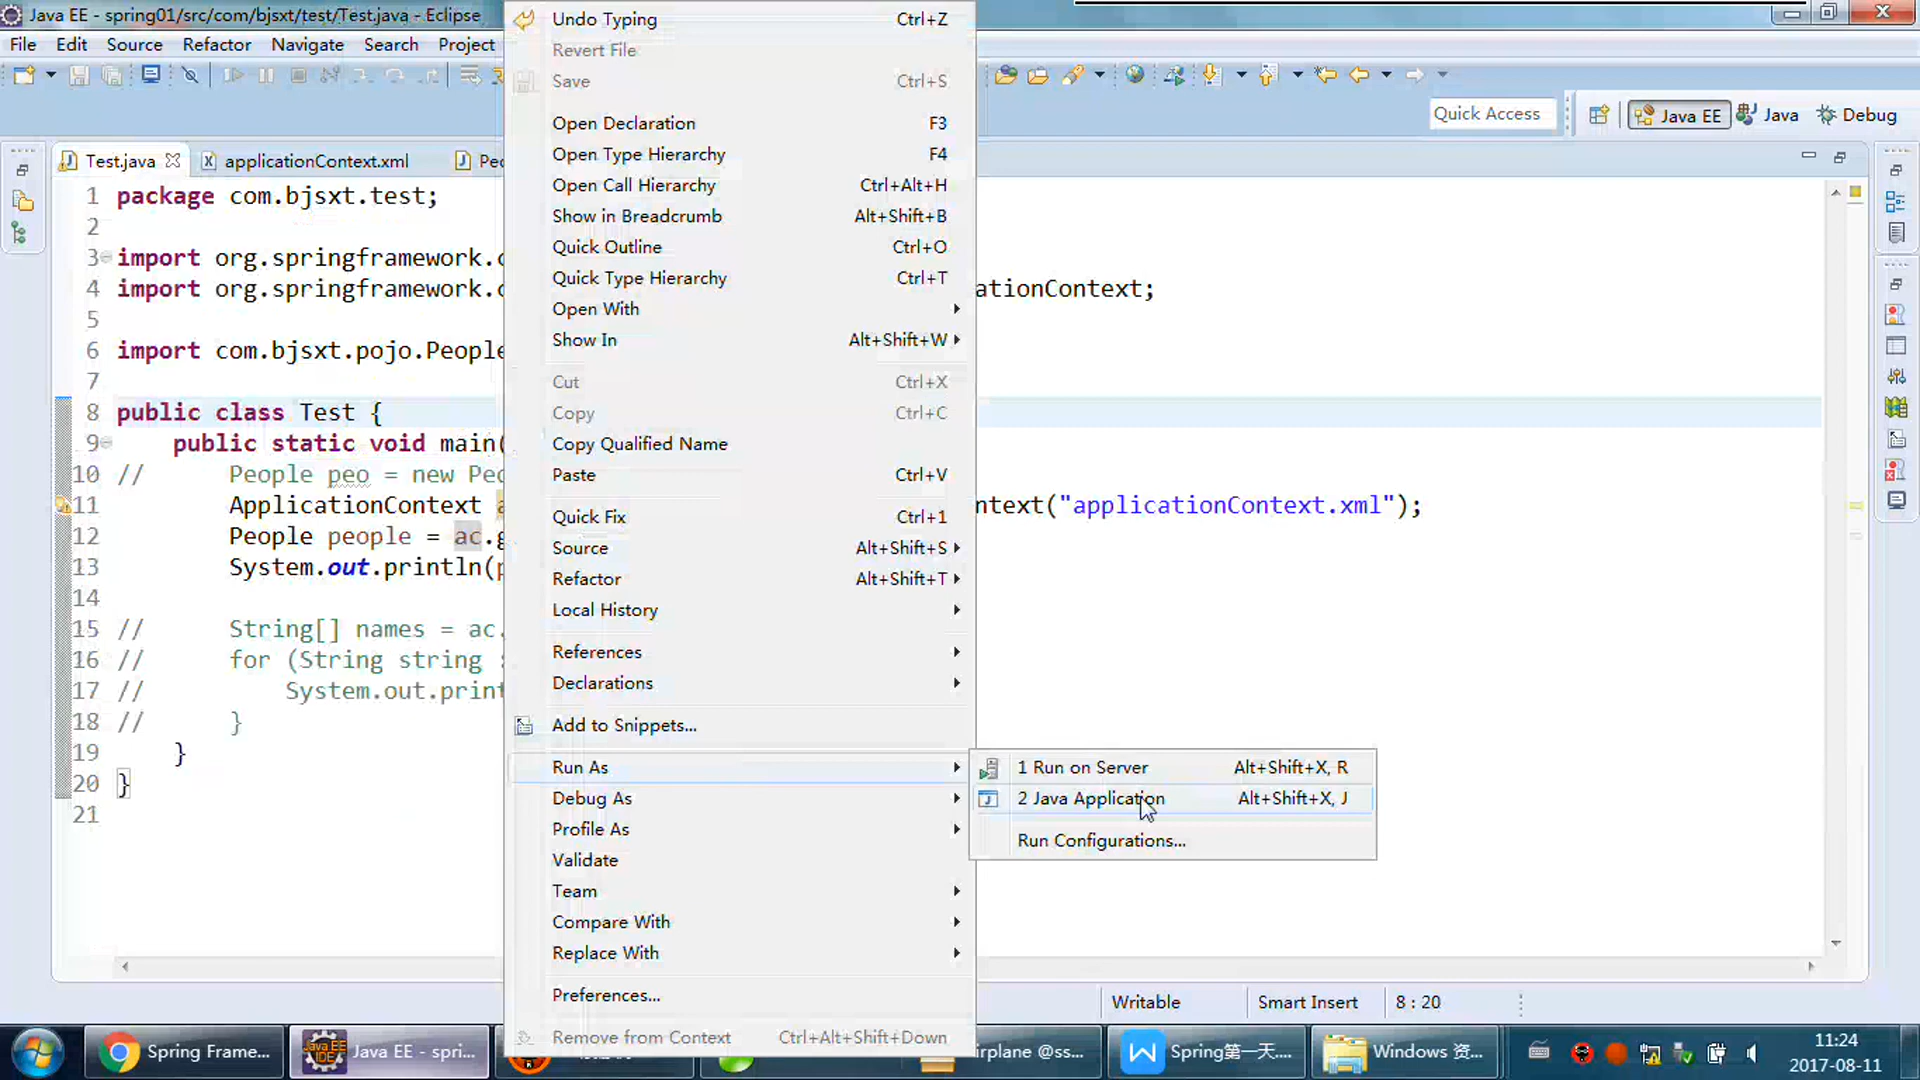 Java EE - spring01/src/com/bjsxt/test/Test.java - Eclipse
File Edit Source Refactor Navigate Search Project
Quick Access
Java EE
Java
Debug
Test.java
applicationContext.xml
1 package com.bjsxt.test;
2
3 import org.springframework.
4 import org.springframework. ationContext;
5
6 import com.bjsxt.pojo.People
7
8 public class Test {
9 public static void main(
10 // People peo = new Peo
11 ApplicationContext ntext("applicationContext.xml");
12 People people = ac.g
13 System.out.println(p
14
15 // String[] names = ac.
16 // for (String string :
17 // System.out.print
18 // }
19 }
20 }
21
Undo Typing Ctrl+Z
Revert File
Save Ctrl+S
Open Declaration F3
Open Type Hierarchy F4
Open Call Hierarchy Ctrl+Alt+H
Show in Breadcrumb Alt+Shift+B
Quick Outline Ctrl+O
Quick Type Hierarchy Ctrl+T
Open With
Show In Alt+Shift+W
Cut Ctrl+X
Copy Ctrl+C
Copy Qualified Name
Paste Ctrl+V
Quick Fix Ctrl+1
Source Alt+Shift+S
Refactor Alt+Shift+T
Local History
References
Declarations
Add to Snippets...
Run As
Debug As
Profile As
Validate
Team
Compare With
Replace With
Preferences...
Remove from Context Ctrl+Alt+Shift+Down
1 Run on Server Alt+Shift+X, R
2 Java Application Alt+Shift+X, J
Run Configurations...
Writable
Smart Insert
8 : 20
Spring Frame...
Java EE - spri...
irplane @ss...
Spring第一天....
Windows 资...
11:24
2017-08-11